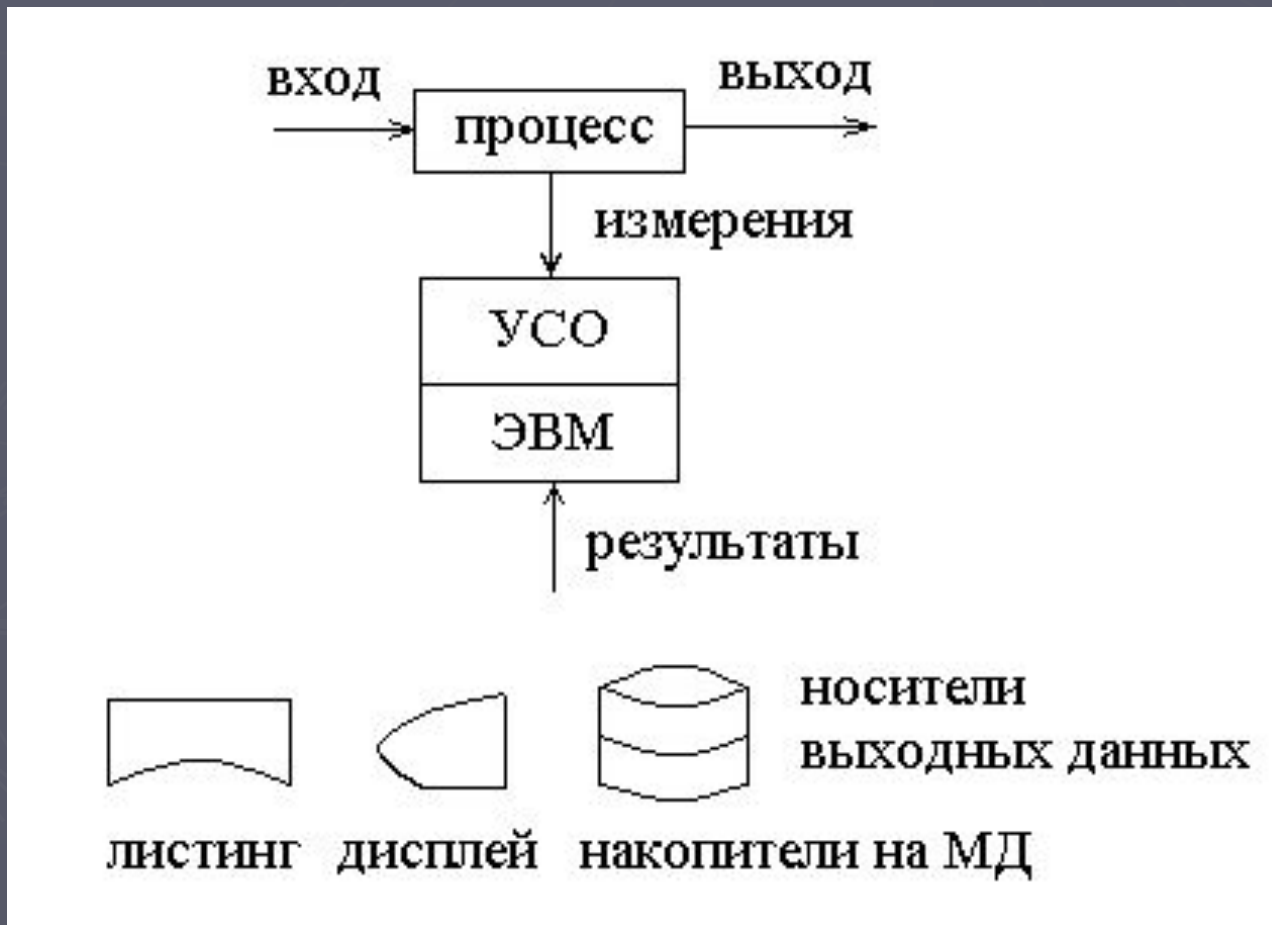 вход
выход
процесс
измерения
УСО
ЭВМ
результаты
носители
выходных данных
листинг
дисплей
накопители на МД